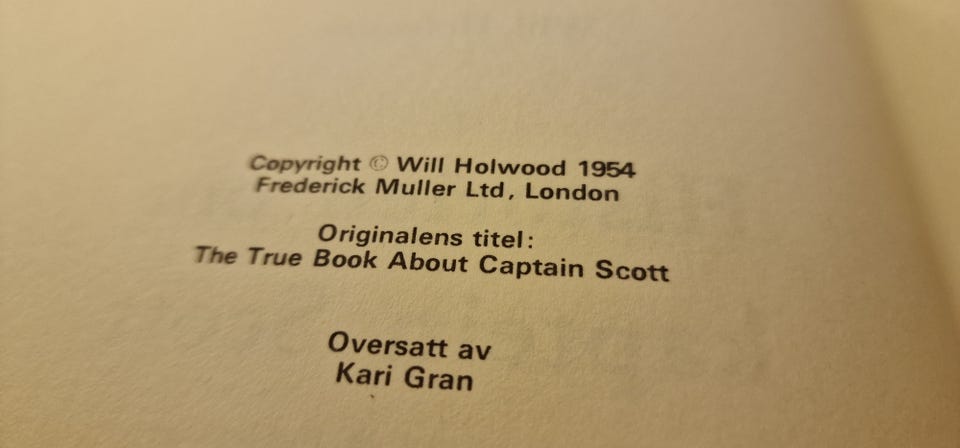 Copyright © Will Holwood 1954
Frederick Muller Ltd, London
Originalens titel:
The True Book About Captain Scott
Oversatt av
Kari Gran